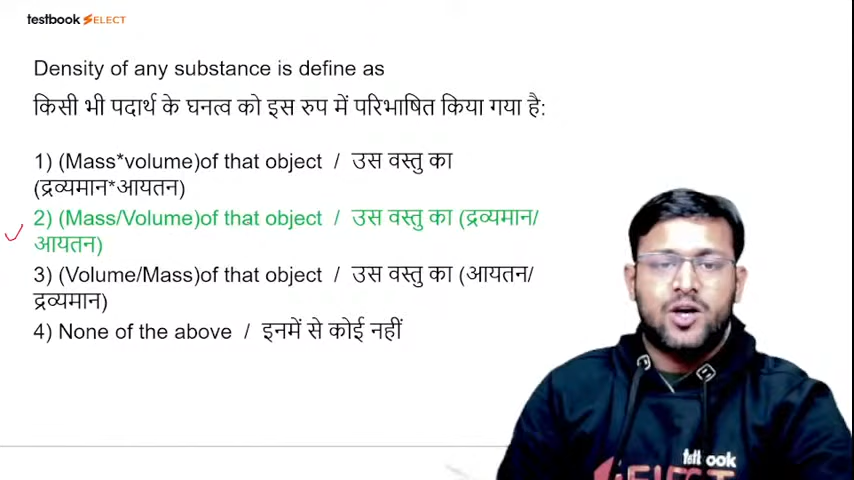 testbook SELECT
Density of any substance is define as
किसी भी पदार्थ के घनत्व को इस रुप में परिभाषित किया गया है:
1) (Mass*volume)of that object / उस वस्तु का
(द्रव्यमान*आयतन)
2) (Mass/Volume)of that object / उस वस्तु का (द्रव्यमान/
आयतन)
3) (Volume/Mass)of that object / उस वस्तु का (आयतन/
द्रव्यमान)
4) None of the above / इनमें से कोई नहीं
testbook
SELECT